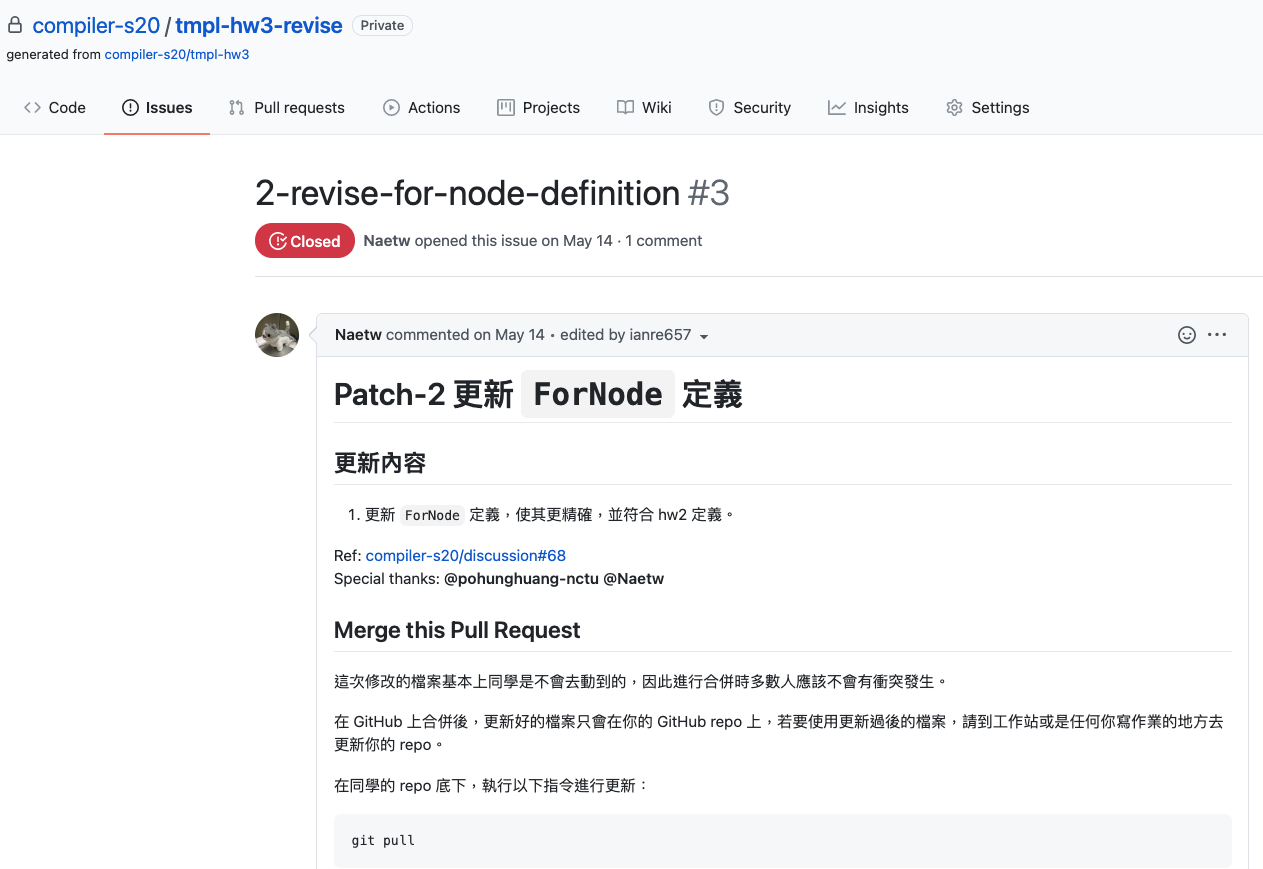 compiler-s20 / tmpl-hw3-revise Private
generated from compiler-s20/tmpl-hw3
Code Issues Pull requests Actions Projects Wiki Security Insights Settings
2-revise-for-node-definition #3
Closed Naetw opened this issue on May 14 · 1 comment
Naetw commented on May 14 • edited by ianre657
Patch-2 更新 ForNode 定義
更新內容
1. 更新 ForNode 定義，使其更精確，並符合 hw2 定義。
Ref: compiler-s20/discussion#68
Special thanks: @pohunghuang-nctu @Naetw
Merge this Pull Request
這次修改的檔案基本上同學是不會去動到的，因此進行合併時多數人應該不會有衝突發生。
在 GitHub 上合併後，更新好的檔案只會在你的 GitHub repo 上，若要使用更新過後的檔案，請到工作站或是任何你寫作業的地方去
更新你的 repo。
在同學的 repo 底下，執行以下指令進行更新：
git pull